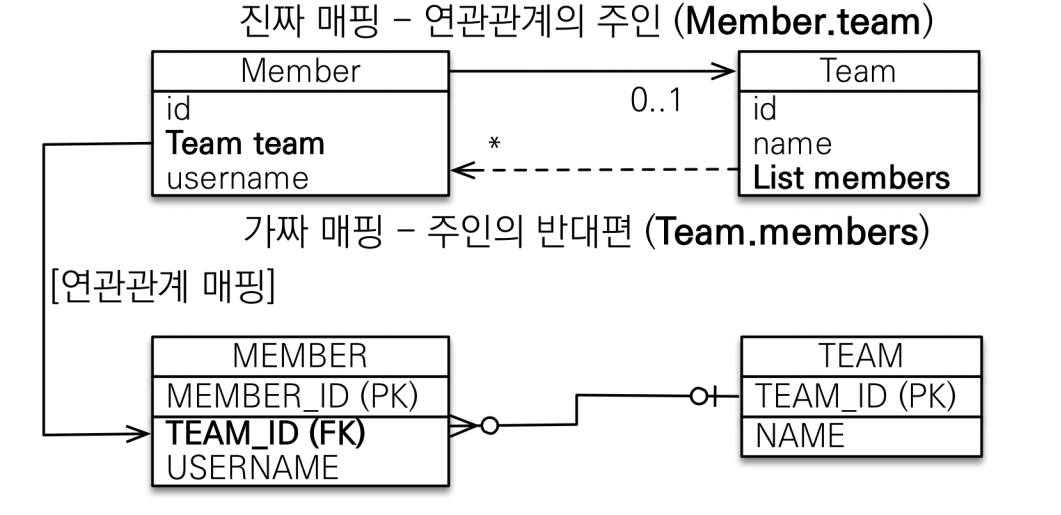 진짜 매핑 - 연관관계의 주인 (Member.team)
Member
Team
id
Team team
username
0..1
*
id
name
List members
가짜 매핑 - 주인의 반대편 (Team.members)
[연관관계 매핑]
MEMBER
MEMBER_ID (PK)
TEAM_ID (FK)
USERNAME
TEAM
TEAM_ID (PK)
NAME